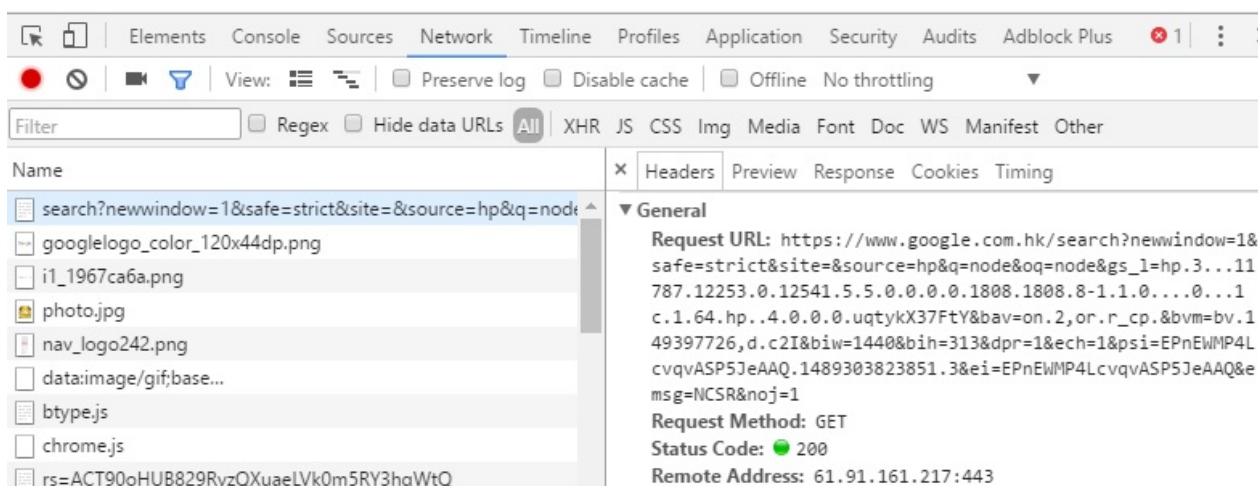 Elements Console Sources Network Timeline Profiles Application Security Audits Adblock Plus 1
View: Preserve log Disable cache Offline No throttling
Filter Regex Hide data URLs All XHR JS CSS Img Media Font Doc WS Manifest Other
Name
search?newwindow=1&safe=strict&site=&source=hp&q=node
googlelogo_color_120x44dp.png
i1_1967ca6a.png
photo.jpg
nav_logo242.png
data:image/gif;base...
btype.js
chrome.js
rs=ACT90oHUB829RvzQXuaeLVk0m5RY3hqWtQ
× Headers Preview Response Cookies Timing
General
Request URL: https://www.google.com.hk/search?newwindow=1&
safe=strict&site=&source=hp&q=node&oq=node&gs_l=hp.3...11
787.12253.0.12541.5.5.0.0.0.0.1808.1808.8-1.1.0....0...1
c.1.64.hp..4.0.0.0.uqtykX37FtY&bav=on.2,or.r_cp.&bvm=bv.1
49397726,d.c2I&biw=1440&bih=313&dpr=1&ech=1&psi=EPnEWMP4L
cvqvASP5JeAAQ.1489303823851.3&ei=EPnEWMP4LcvqvASP5JeAAQ&e
msg=NCSR&noj=1
Request Method: GET
Status Code: 200
Remote Address: 61.91.161.217:443